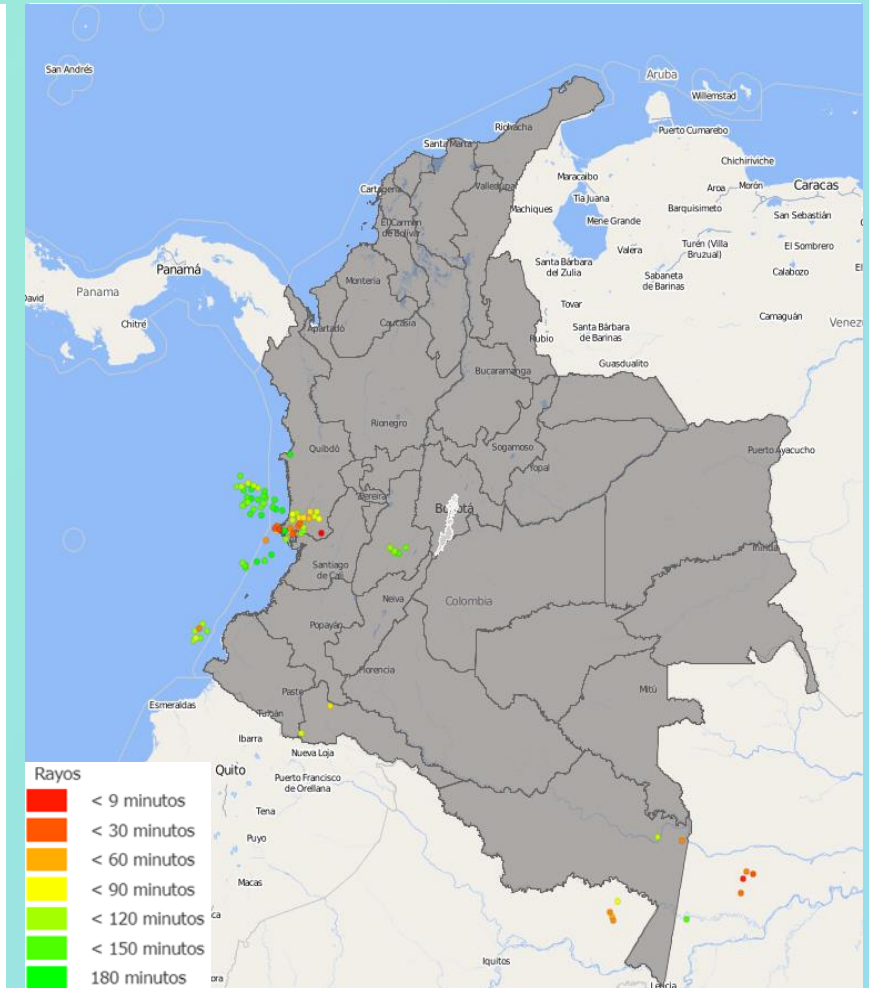 San Andrés
Aruba
Willemstad
Riohacha
Puerto Cumarebo
Santa Marta
Chichiriviche
Maracaibo
Aroa
Morón
Caracas
Cartagena
Valledupar
Tía Juana
Machiques
Barquisimeto
San Sebastián
Mene Grande
El Carmen
de Bolívar
Turén (Villa
Bruzual)
Valera
El Sombrero
Panamá
Santa Bárbara
del Zulia
Sabaneta
de Barinas
Calabozo
Panama
Montería
David
Tovar
Camaguán
Chitré
Apartadó
Caucasia
Santa Bárbara
de Barinas
Rubio
Guasdualito
Bucaramanga
Rionegro
Quibdó
Sogamoso
Puerto Ayacucho
Yopal
Pereira
Bogotá
Inírida
Santiago
de Cali
Neiva
Colombia
Popayán
Florencia
Mitú
Pasto
Esmeraldas
Tulcán
Ibarra
Nueva Loja
Quito
Puerto Francisco
de Orellana
Tena
Puyo
Macas
Iquitos
Leticia
Rayos
< 9 minutos
< 30 minutos
< 60 minutos
< 90 minutos
< 120 minutos
< 150 minutos
180 minutos